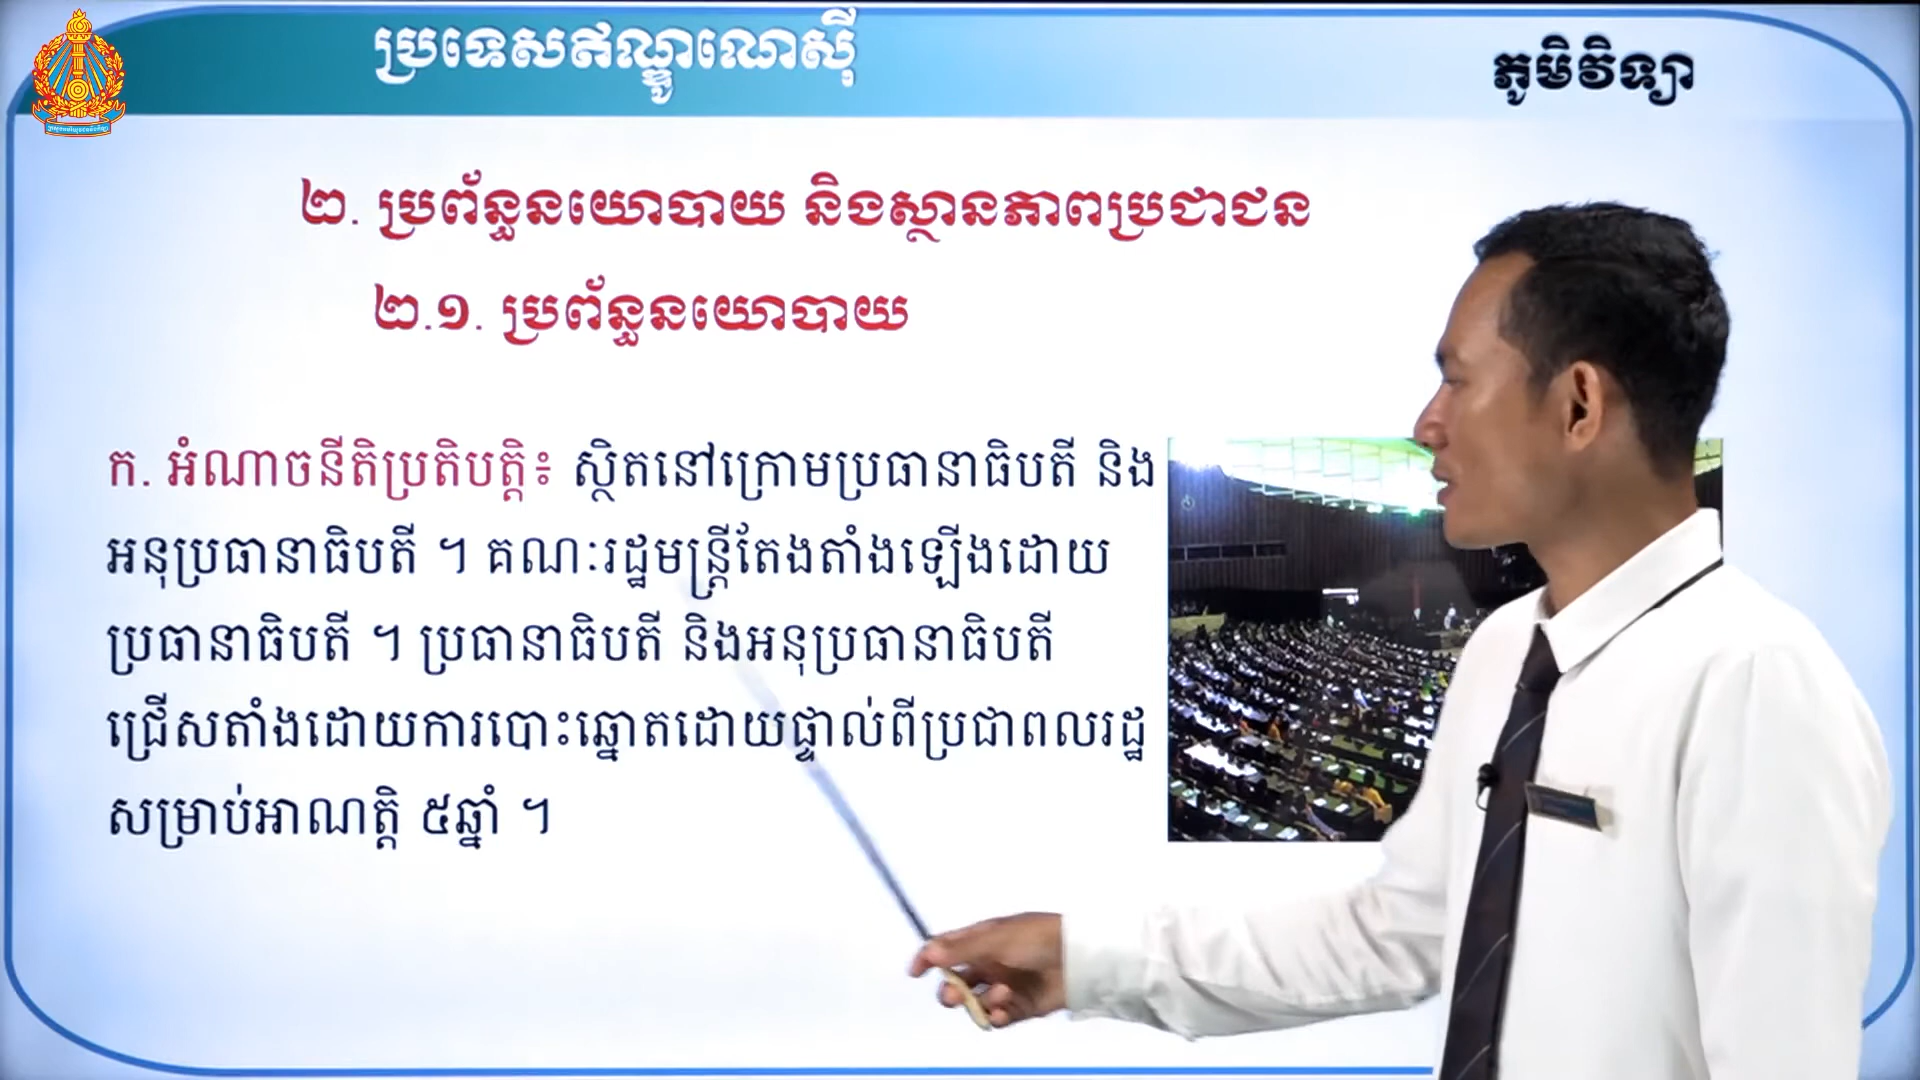 ប្រទេសឥណ្ឌូណេស៊ី
ភូមិវិទ្យា
២. ប្រព័ន្ធនយោបាយ និងស្ថានភាពប្រជាជន
២.១. ប្រព័ន្ធនយោបាយ
ក. អំណាចនីតិប្រតិបត្តិ៖ ស្ថិតនៅក្រោមប្រធានាធិបតី និង
អនុប្រធានាធិបតី ។ គណៈរដ្ឋមន្ត្រីតែងតាំងឡើងដោយ
ប្រធានាធិបតី ។ ប្រធានាធិបតី និងអនុប្រធានាធិបតី
ជ្រើសតាំងដោយការបោះឆ្នោតដោយផ្ទាល់ពីប្រជាពលរដ្ឋ
សម្រាប់អាណត្តិ ៥ឆ្នាំ ។